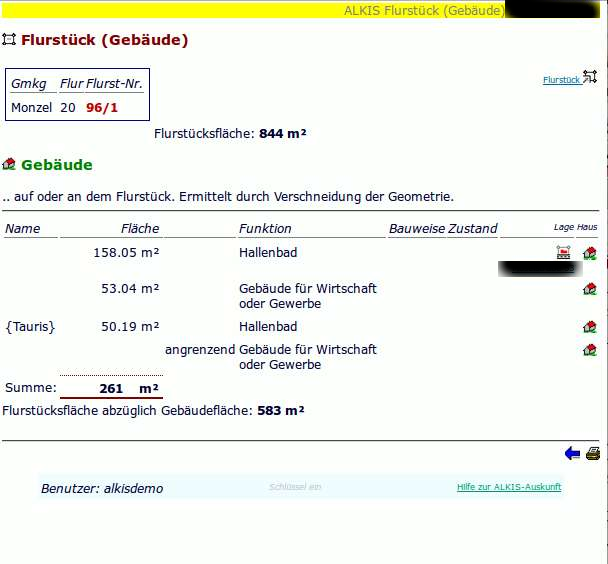 ALKIS Flurstück (Gebäude)
Flurstück (Gebäude)
Gmkg Flur Flurst-Nr.
Monzel 20 96/1
Flurstück
Flurstücksfläche: 844 m²
Gebäude
.. auf oder an dem Flurstück. Ermittelt durch Verschneidung der Geometrie.
Name Fläche Funktion Bauweise Zustand Lage Haus
158.05 m² Hallenbad
53.04 m² Gebäude für Wirtschaft
oder Gewerbe
{Tauris} 50.19 m² Hallenbad
angrenzend Gebäude für Wirtschaft
oder Gewerbe
Summe: 261 m²
Flurstücksfläche abzüglich Gebäudefläche: 583 m²
Benutzer: alkisdemo Schlüssel ein Hilfe zur ALKIS-Auskunft